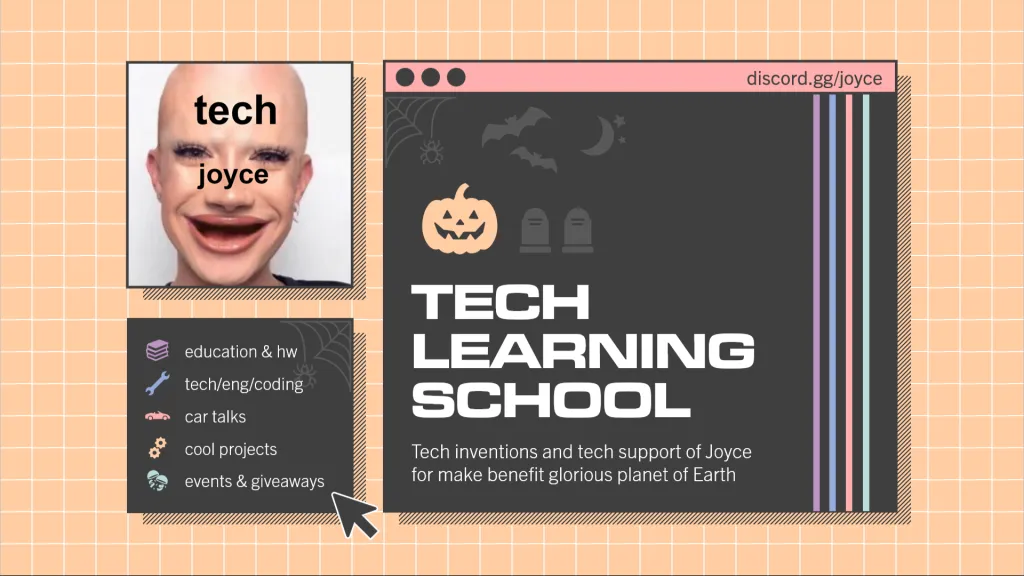 tech
joyce
education & hw
tech/eng/coding
car talks
cool projects
events & giveaways
discord.gg/joyce
TECH
LEARNING
SCHOOL
Tech inventions and tech support of Joyce
for make benefit glorious planet of Earth